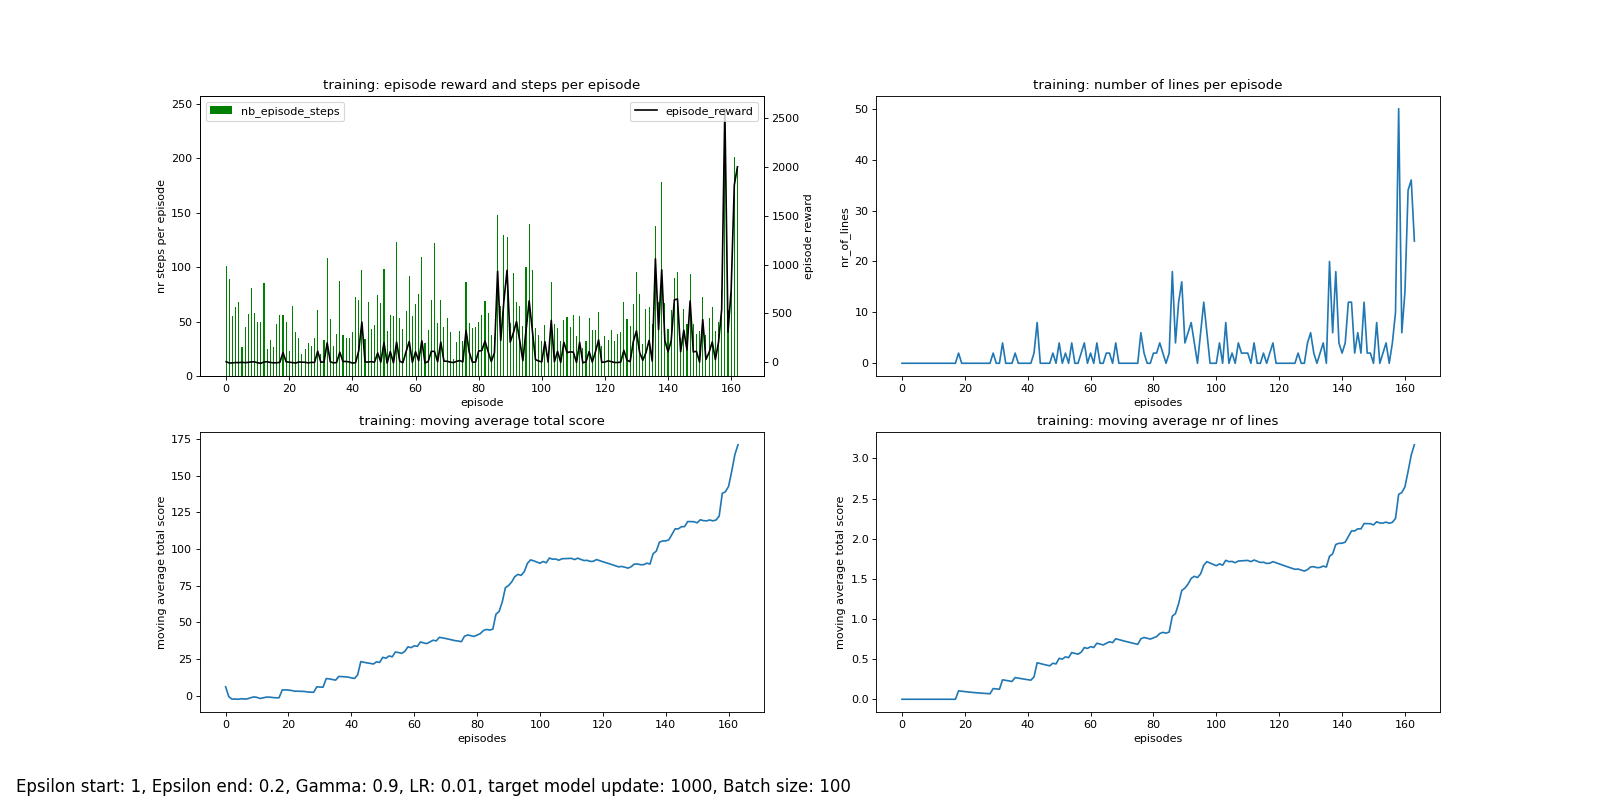 training: episode reward and steps per episode
nb_episode_steps
episode_reward
nr steps per episode
0
50
100
150
200
250
episode reward
0
500
1000
1500
2000
2500
0 20 40 60 80 100 120 140 160
episode
training: number of lines per episode
nr_of_lines
0
10
20
30
40
50
0 20 40 60 80 100 120 140 160
episodes
training: moving average total score
moving average total score
0
25
50
75
100
125
150
175
0 20 40 60 80 100 120 140 160
episodes
training: moving average nr of lines
moving average total score
0.0
0.5
1.0
1.5
2.0
2.5
3.0
0 20 40 60 80 100 120 140 160
episodes
Epsilon start: 1, Epsilon end: 0.2, Gamma: 0.9, LR: 0.01, target model update: 1000, Batch size: 100